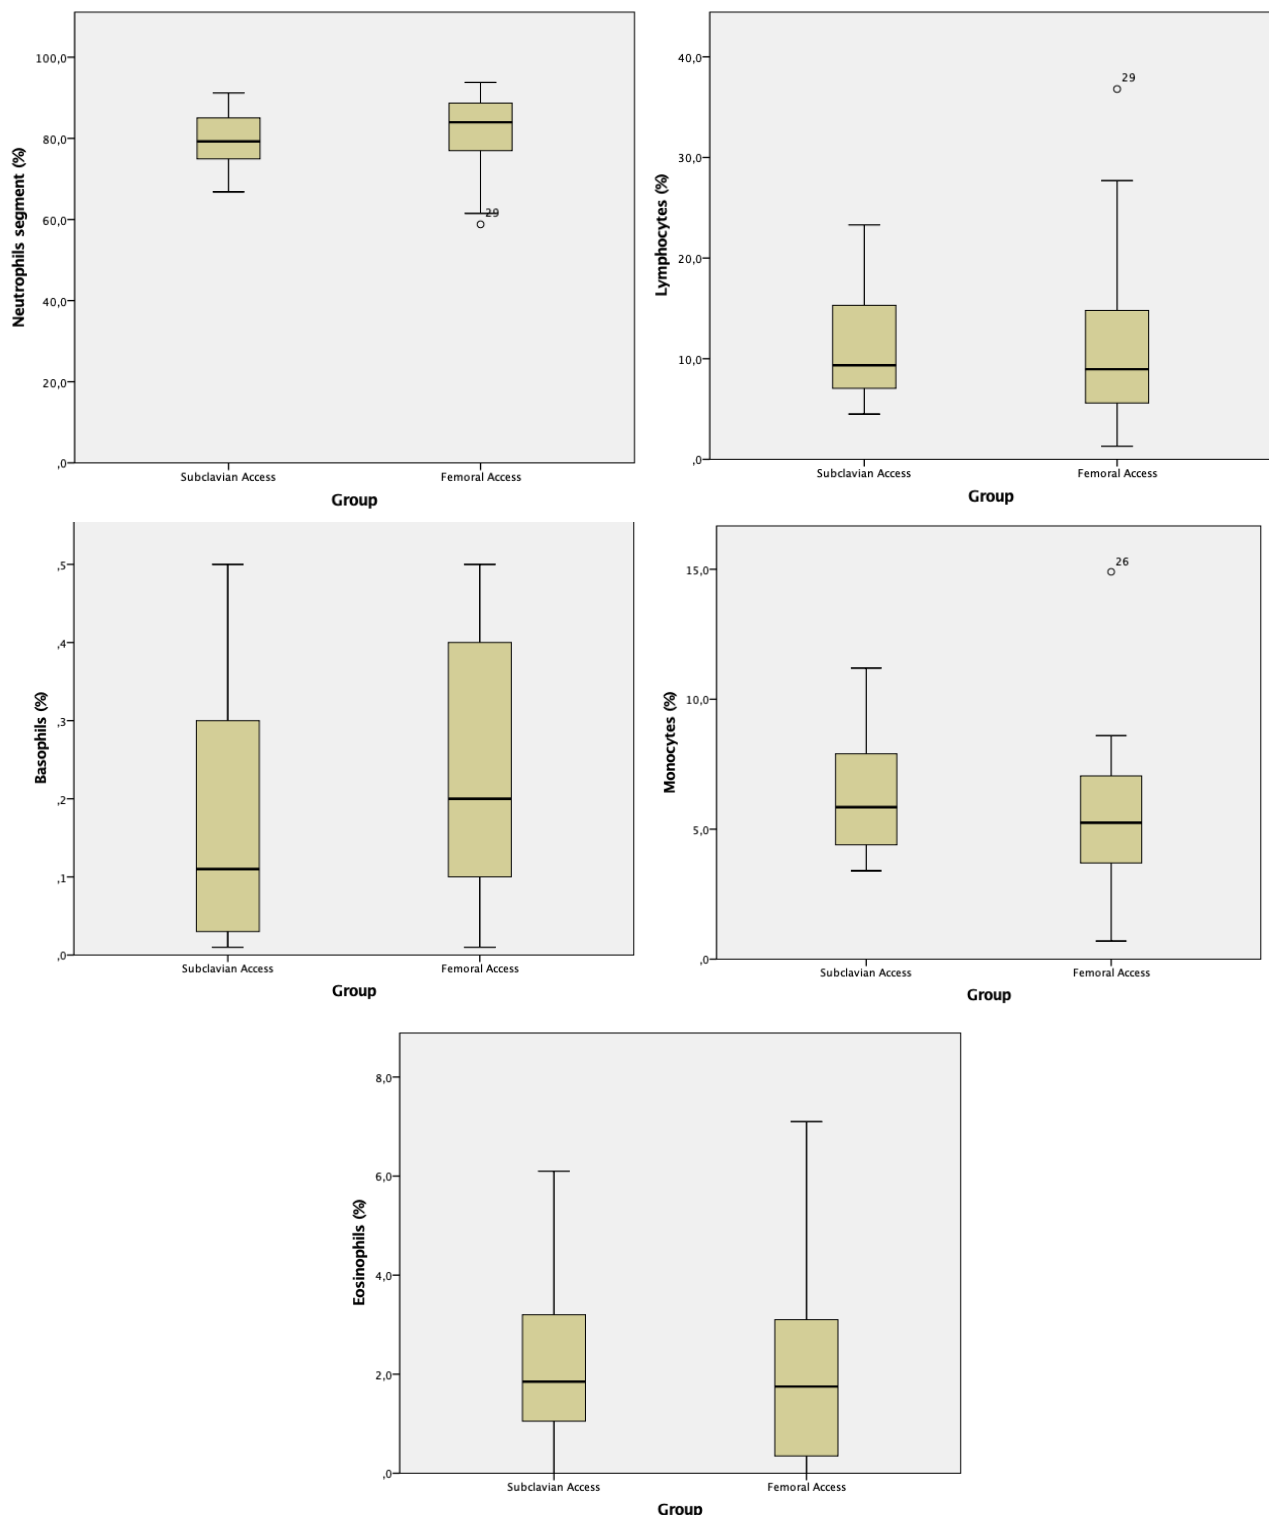 Neutrophils segment (%)
100,0
80,0
60,0
40,0
20,0
,0
29
Subclavian Access
Femoral Access
Group
Lymphocytes (%)
40,0
30,0
20,0
10,0
,0
29
Subclavian Access
Femoral Access
Group
Basophils (%)
,5
,4
,3
,2
,1
,0
Subclavian Access
Femoral Access
Group
Monocytes (%)
15,0
10,0
5,0
,0
26
Subclavian Access
Femoral Access
Group
Eosinophils (%)
8,0
6,0
4,0
2,0
,0
Subclavian Access
Femoral Access
Group